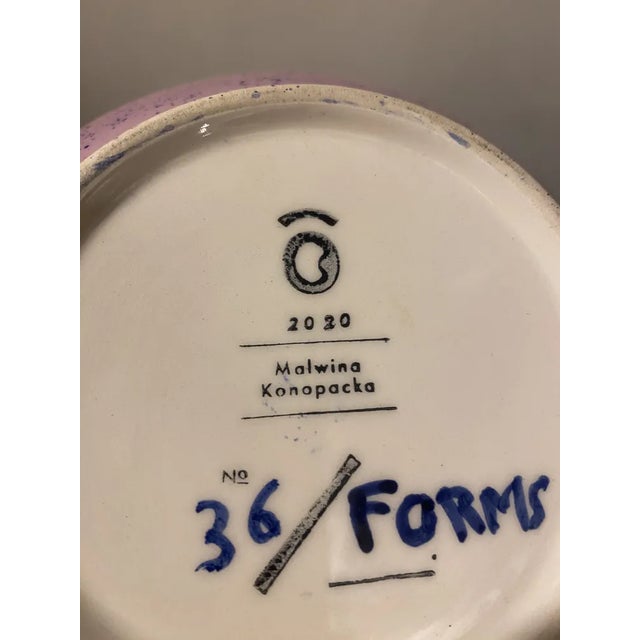 2020
Malwina
Konopacka
No
36/FORMS